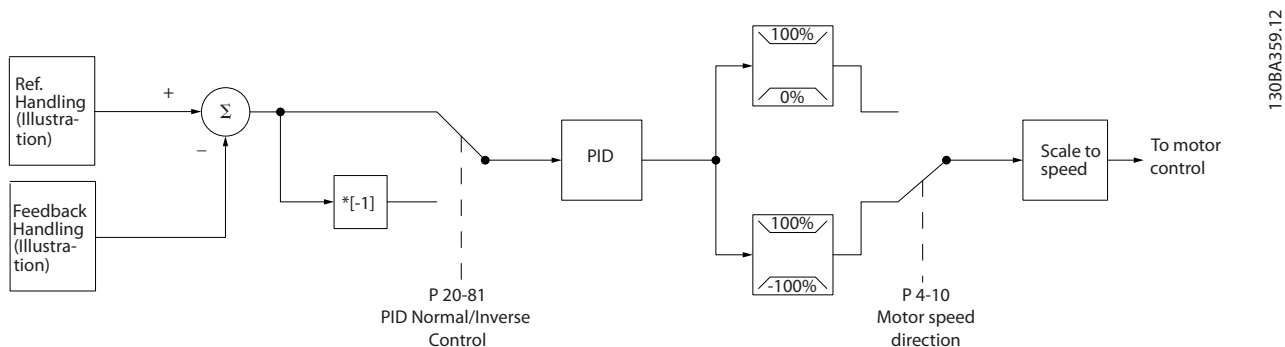 130BA359.12
Ref.
Handling
(Illustra-
tion)
+
Σ
−
Feedback
Handling
(Illustra-
tion)
*[-1]
P 20-81
PID Normal/Inverse
Control
PID
100%
0%
100%
-100%
P 4-10
Motor speed
direction
Scale to
speed
To motor
control